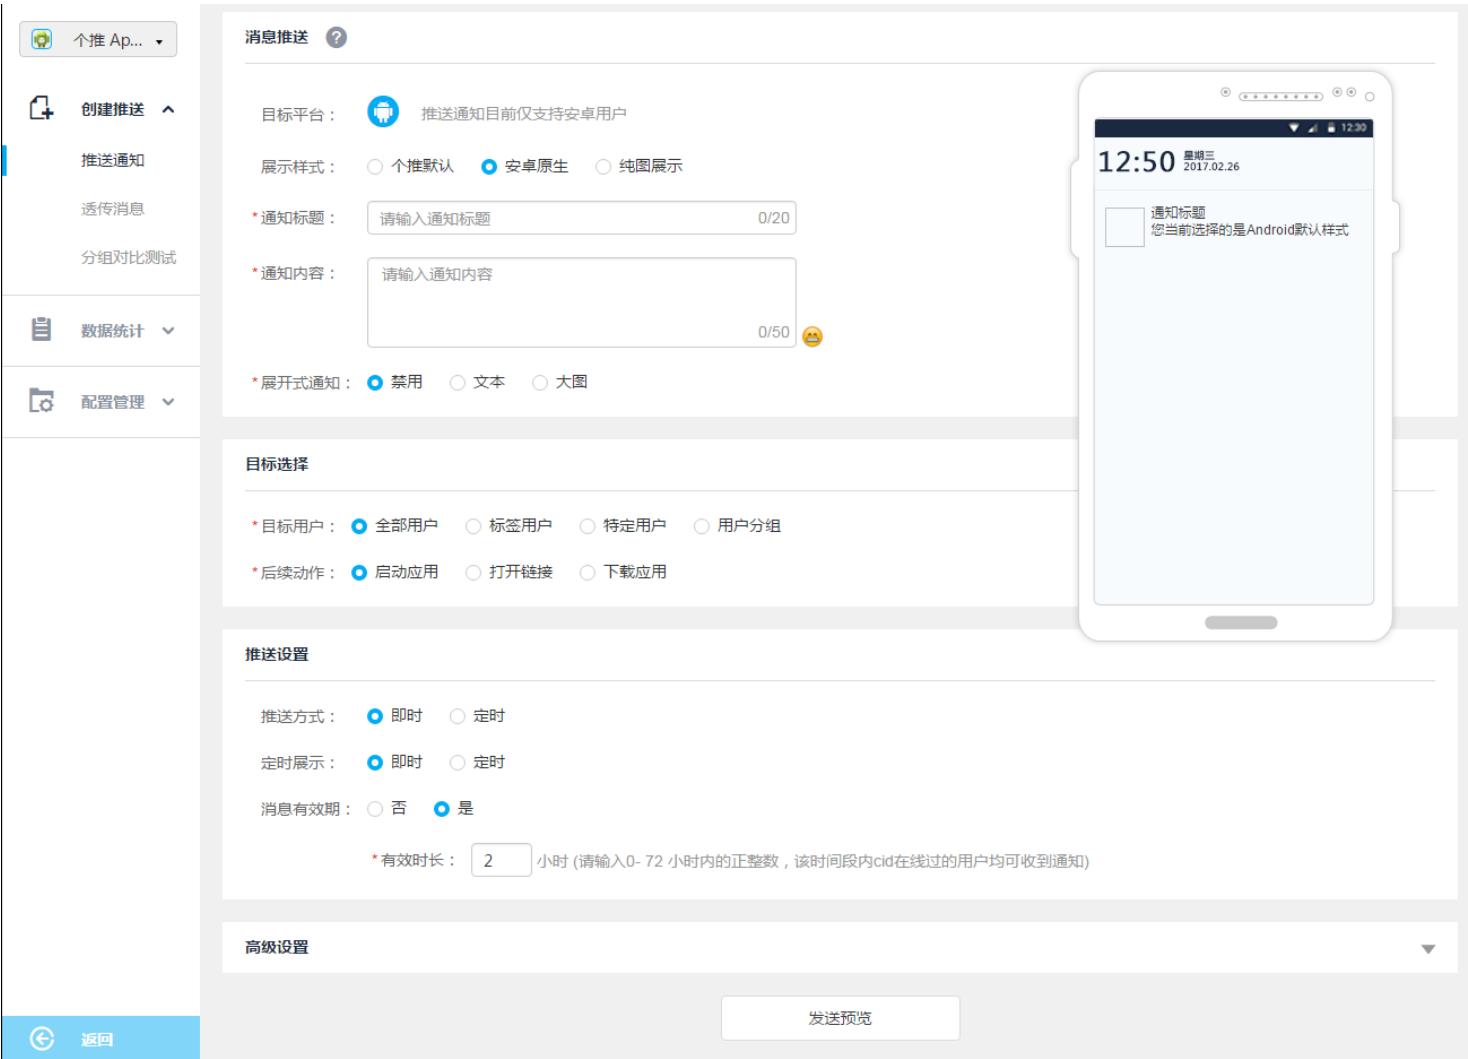 个推 Ap...
创建推送
推送通知
透传消息
分组对比测试
数据统计
配置管理
返回
消息推送 ?
目标平台： 推送通知目前仅支持安卓用户
展示样式： 个推默认 安卓原生 纯图展示
*通知标题： 请输入通知标题 0/20
*通知内容： 请输入通知内容
0/50
*展开式通知： 禁用 文本 大图
12:30
12:50 星期三
2017.02.26
通知标题
您当前选择的是Android默认样式
目标选择
*目标用户： 全部用户 标签用户 特定用户 用户分组
*后续动作： 启动应用 打开链接 下载应用
推送设置
推送方式： 即时 定时
定时展示： 即时 定时
消息有效期： 否 是
*有效时长： 2 小时 (请输入0- 72 小时内的正整数，该时间段内cid在线过的用户均可收到通知)
高级设置
发送预览